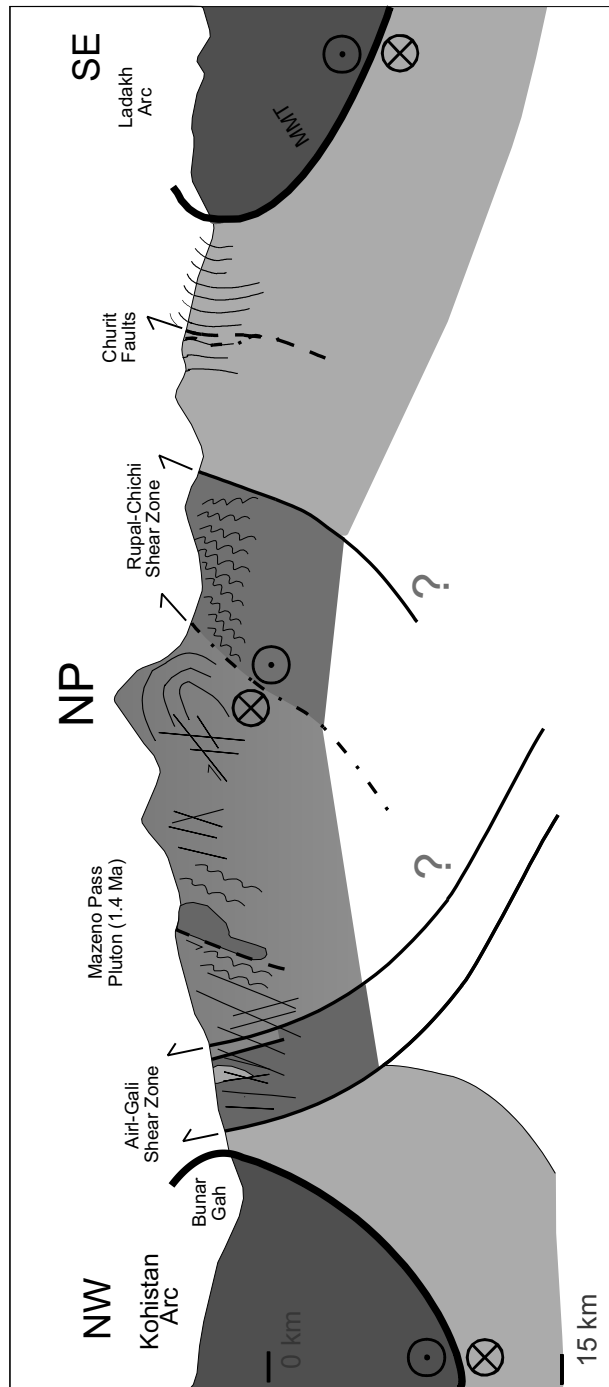 NW
Kohistan
Arc
Bunar
Gah
Airl-Gali
Shear Zone
Mazeno Pass
Pluton (1.4 Ma)
NP
Rupal-Chichi
Shear Zone
Churit
Faults
Ladakh
Arc
SE
MMT
0 km
15 km
?
?